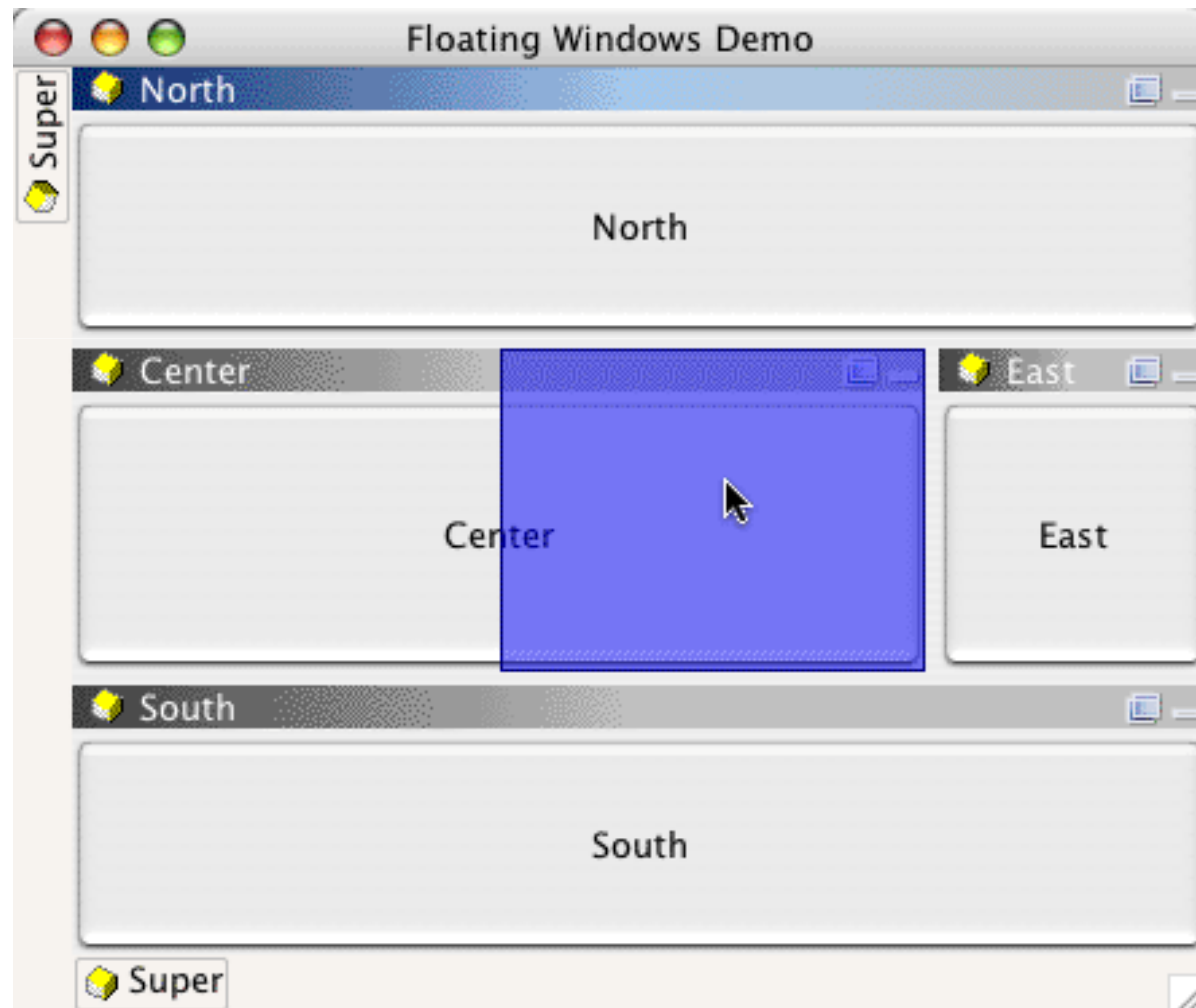 Floating Windows Demo
Super
North
North
Center
East
Center
East
South
South
Super